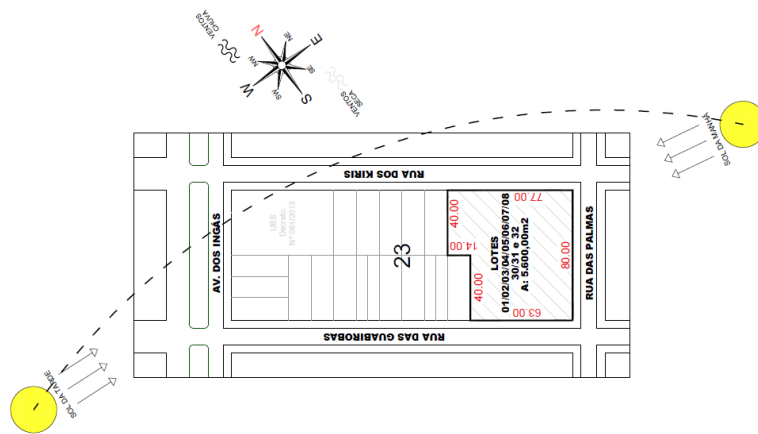 VENTOS
CHUVA
N
NE
E
NW
SE
W
SW
S
VENTOS
SECA
SOL DA MANHÃ
RUA DOS KIRIS
UBS
Decreto
Nº 061/2013
AV. DOS INGÁS
23
40.00
77.00
14.00
LOTES
01/02/03/04/05/06/07/08
30/31 e 32
A: 5.600,00m2
80.00
40.00
63.00
RUA DAS PALMAS
RUA DAS GUABIROBAS
SOL DA TARDE